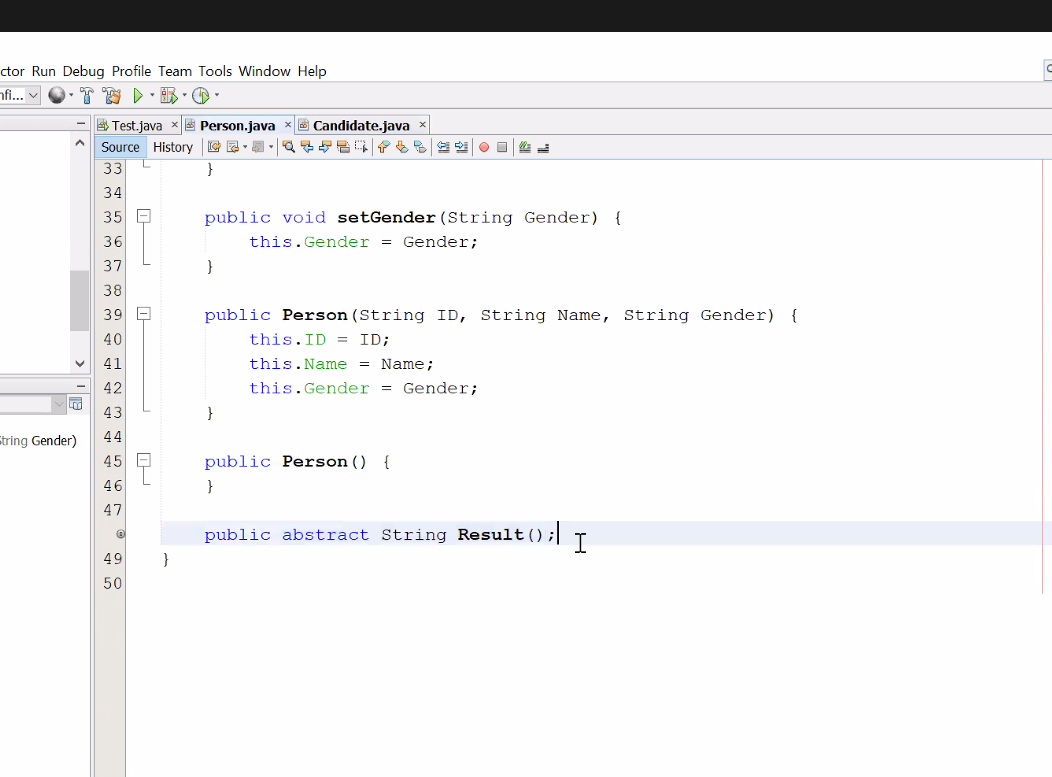 ctor Run Debug Profile Team Tools Window Help
nfi...
Test.java × Person.java × Candidate.java ×
Source History
33 }
34
35 public void setGender(String Gender) {
36 this.Gender = Gender;
37 }
38
39 public Person(String ID, String Name, String Gender) {
40 this.ID = ID;
41 this.Name = Name;
42 this.Gender = Gender;
43 }
String Gender)
44
45 public Person() {
46 }
47
public abstract String Result();
49 }
50